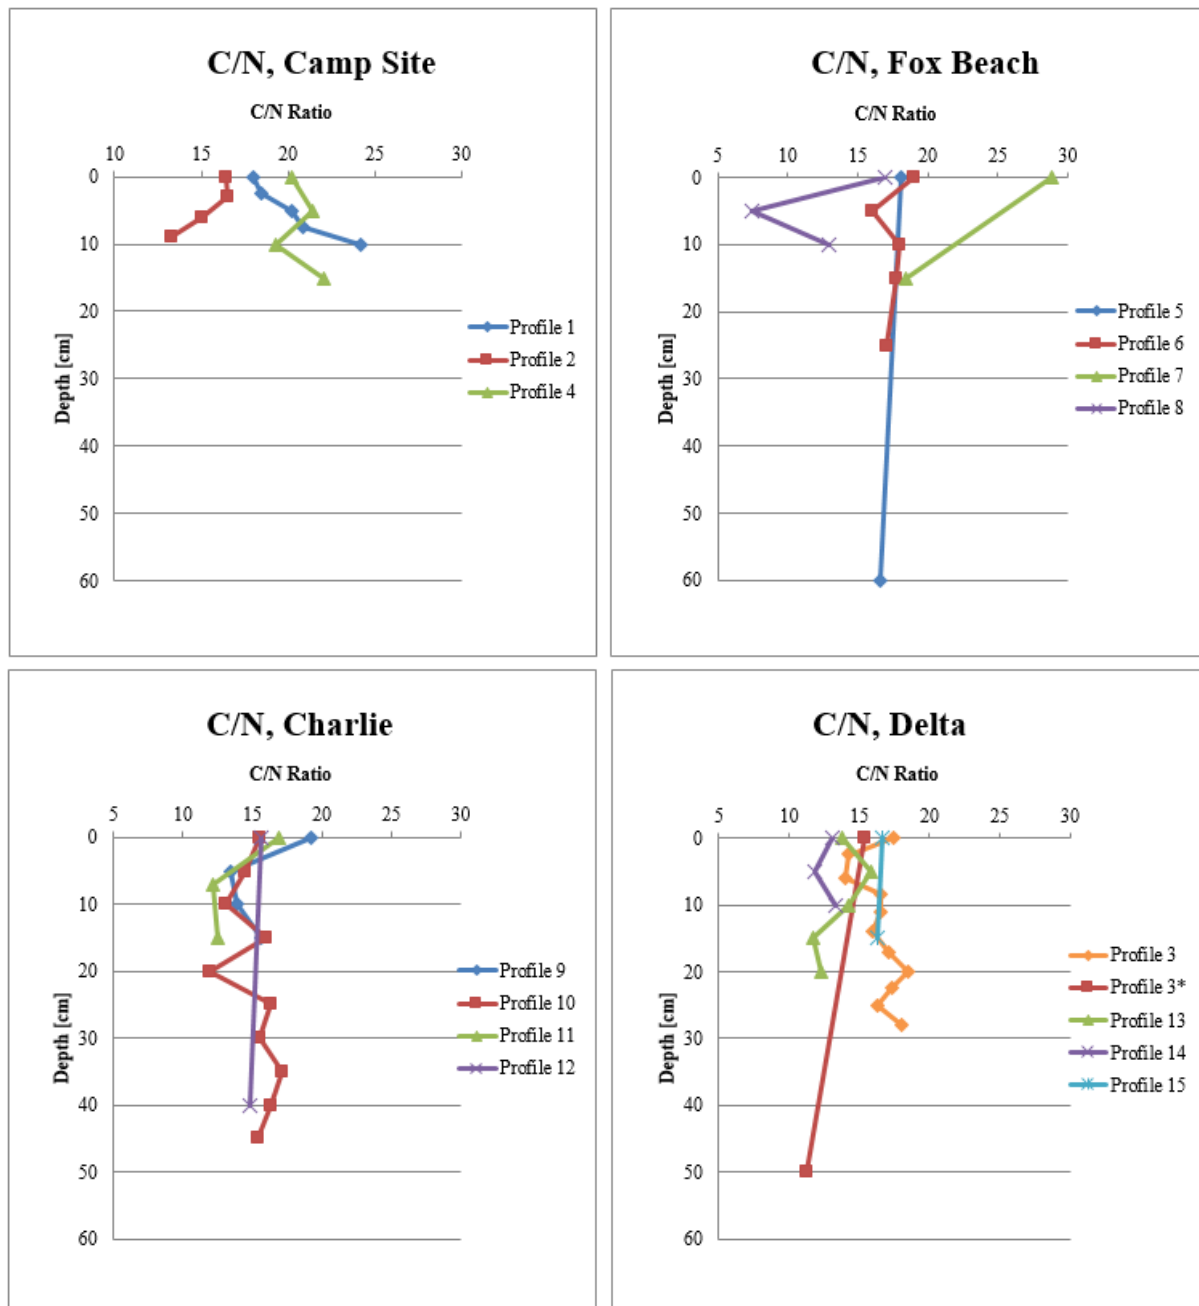 C/N, Camp Site
C/N Ratio
10 15 20 25 30
0
10
20
30
40
50
60
Depth [cm]
Profile 1
Profile 2
Profile 4
C/N, Fox Beach
C/N Ratio
5 10 15 20 25 30
0
10
20
30
40
50
60
Depth [cm]
Profile 5
Profile 6
Profile 7
Profile 8
C/N, Charlie
C/N Ratio
5 10 15 20 25 30
0
10
20
30
40
50
60
Depth [cm]
Profile 9
Profile 10
Profile 11
Profile 12
C/N, Delta
C/N Ratio
5 10 15 20 25 30
0
10
20
30
40
50
60
Depth [cm]
Profile 3
Profile 3*
Profile 13
Profile 14
Profile 15